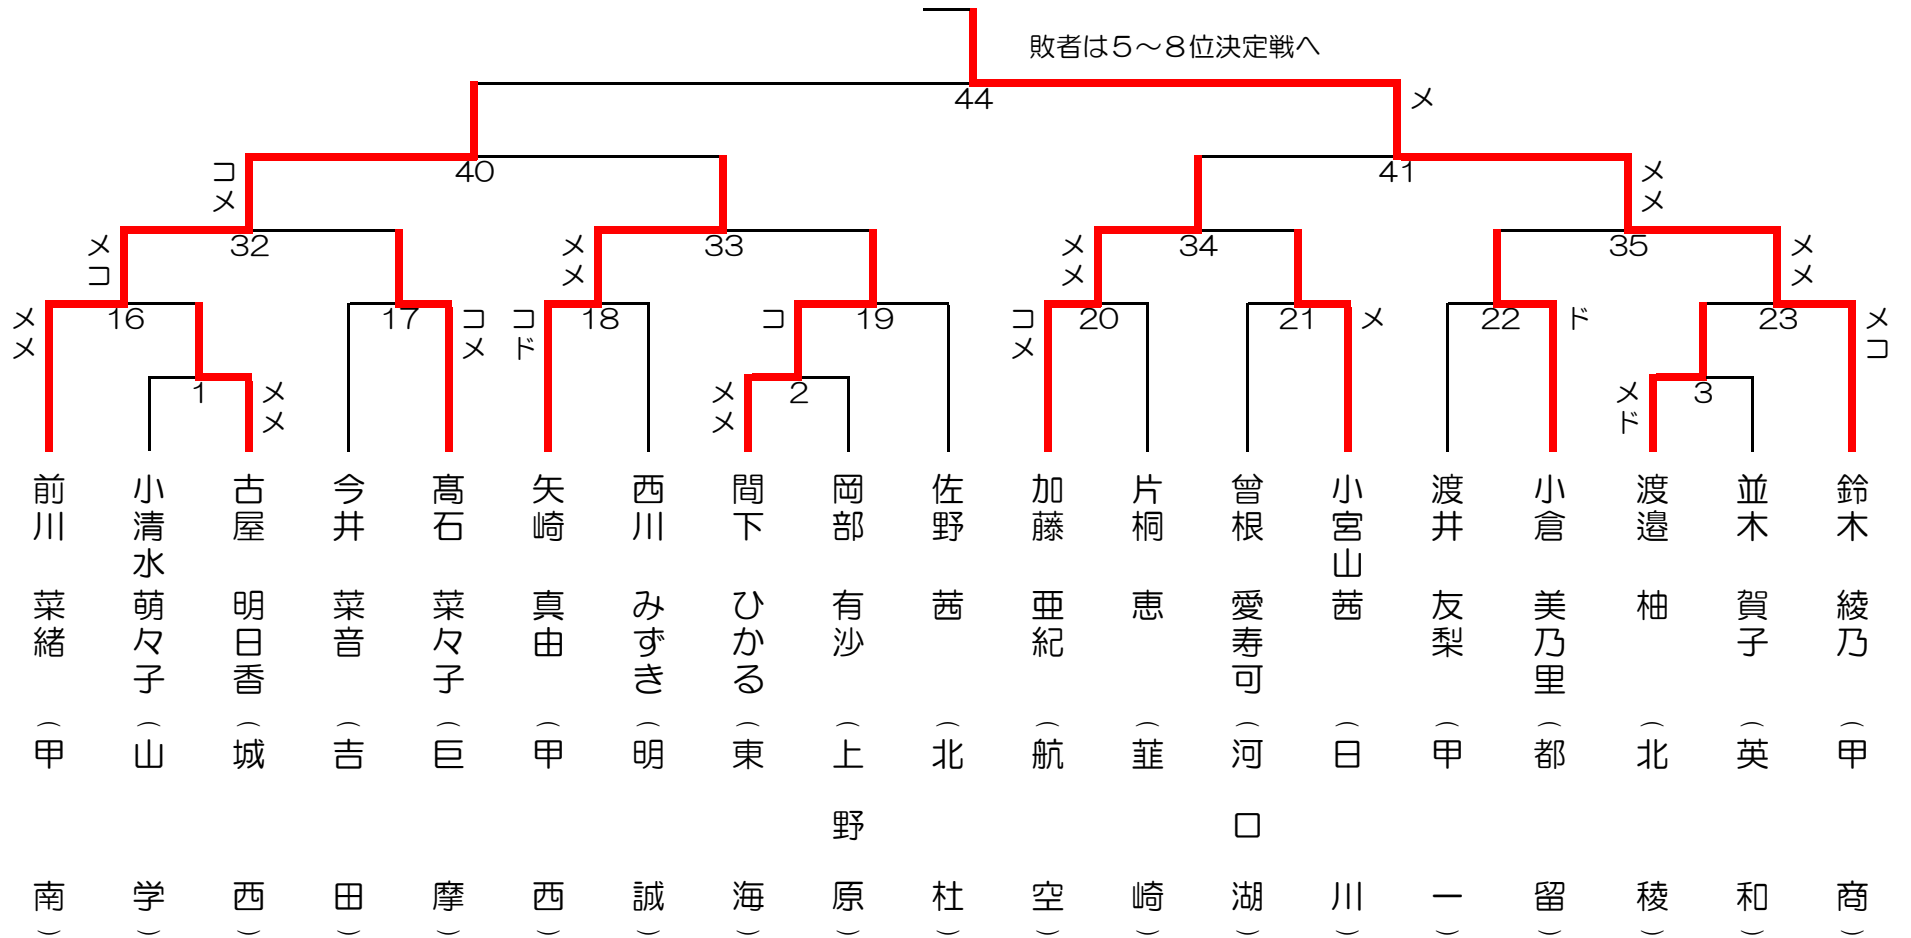 敗者は５～８位決定戦へ
44
メ
40
コメ
41
メメ
32
メコ
33
メメ
34
メメ
35
メメ
16
メメ
17
コメ
18
コド
19
コ
20
コメ
21
メ
22
ド
23
メコ
1
メメ
2
メメ
3
メド
前川 菜緒 （甲南）
小清水 萌々子 （山学）
古屋 明日香 （城西）
今井 菜音 （吉田）
髙石 菜々子 （巨摩）
矢崎 真由 （甲西）
西川 みずき （明誠）
間下 ひかる （東海）
岡部 有沙 （上野原）
佐野 茜 （北杜）
加藤 亜紀 （航空）
片桐 恵 （韮崎）
曽根 愛寿可 （河口湖）
小宮山 茜 （日川）
渡井 友梨 （甲一）
小倉 美乃里 （都留）
渡邉 柚 （北稜）
並木 賀子 （英和）
鈴木 綾乃 （甲商）